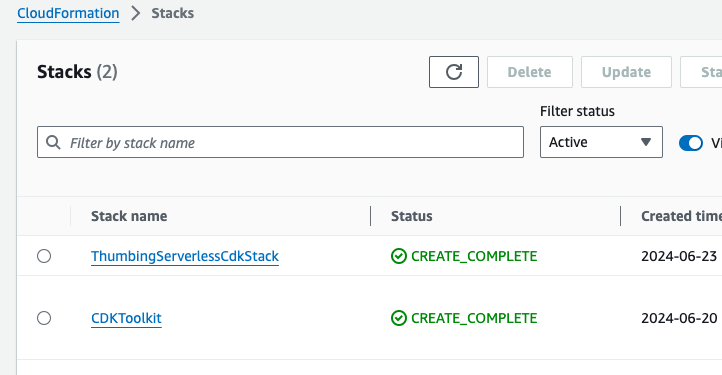 CloudFormation > Stacks
Stacks (2)
Delete
Update
Sta
Filter status
Filter by stack name
Active
Vi
Stack name Status Created time
ThumbingServerlessCdkStack CREATE_COMPLETE 2024-06-23
CDKToolkit CREATE_COMPLETE 2024-06-20